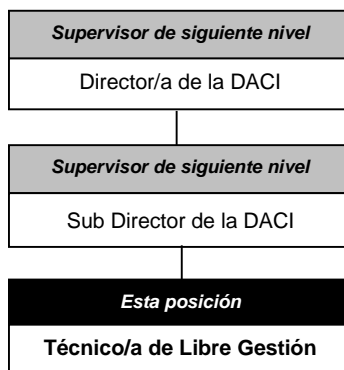 Supervisor de siguiente nivel
Director/a de la DACI
Supervisor de siguiente nivel
Sub Director de la DACI
Esta posición
Técnico/a de Libre Gestión